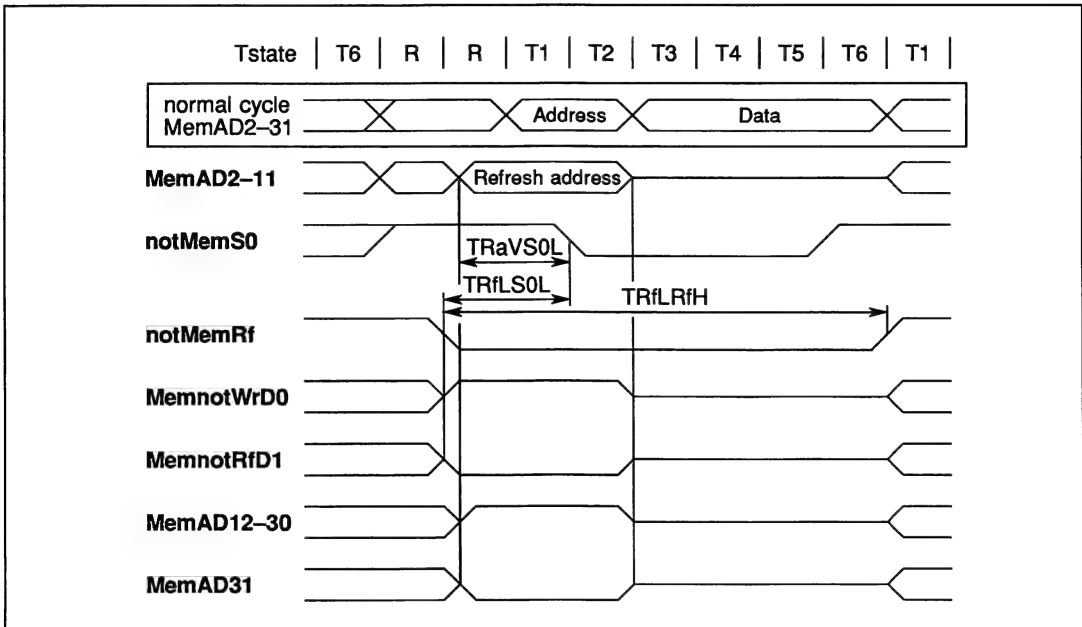 Tstate | T6 | R | R | T1 | T2 | T3 | T4 | T5 | T6 | T1 |
normal cycle
MemAD2–31
Address
Data
MemAD2–11
Refresh address
notMemS0
TRaVS0L
TRfLS0L
TRfLRfH
notMemRf
MemnotWrD0
MemnotRfD1
MemAD12–30
MemAD31